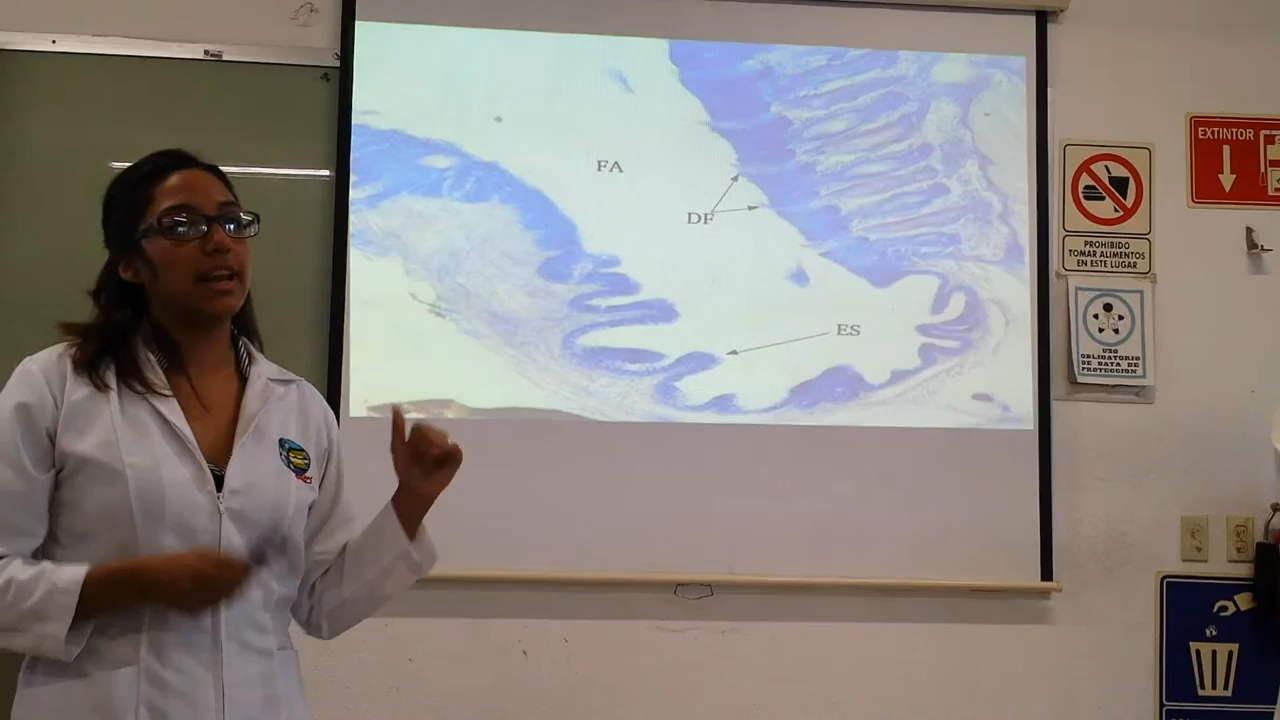 FA
DF
ES
EXTINTOR
PROHIBIDO
TOMAR ALIMENTOS
EN ESTE LUGAR
USO
OBLIGATORIO
DE BATA DE
PROTECCION